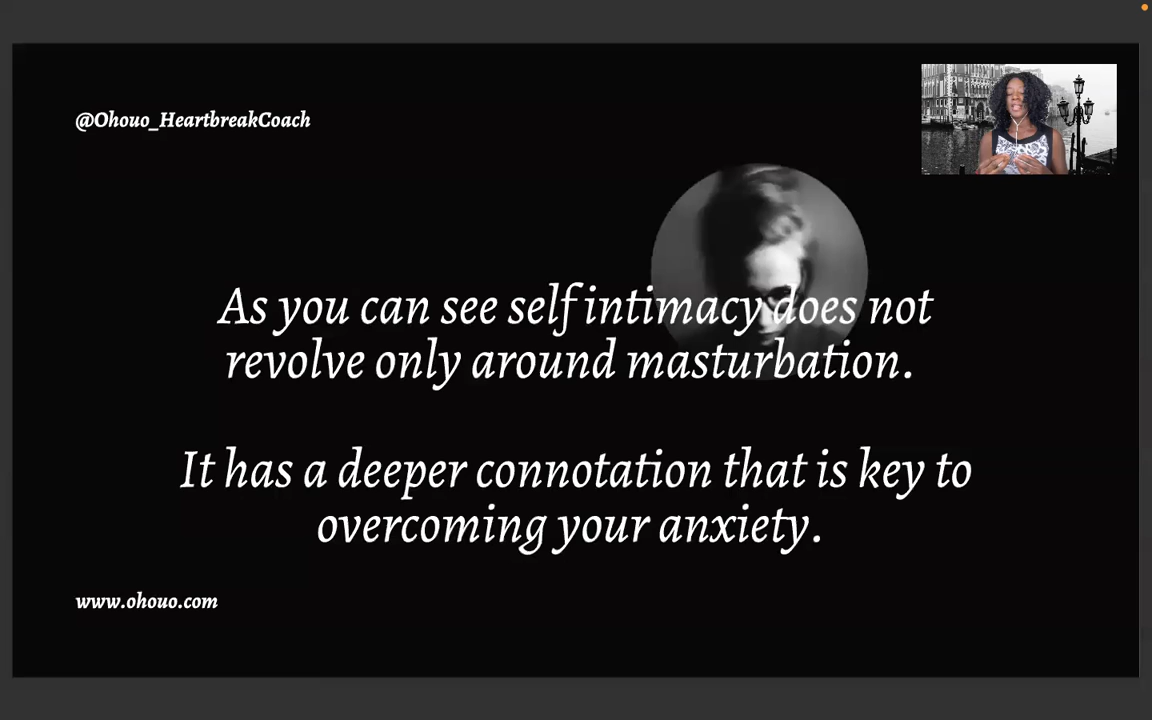 @Ohouo_HeartbreakCoach
As you can see self intimacy does not
revolve only around masturbation.
It has a deeper connotation that is key to
overcoming your anxiety.
www.ohouo.com